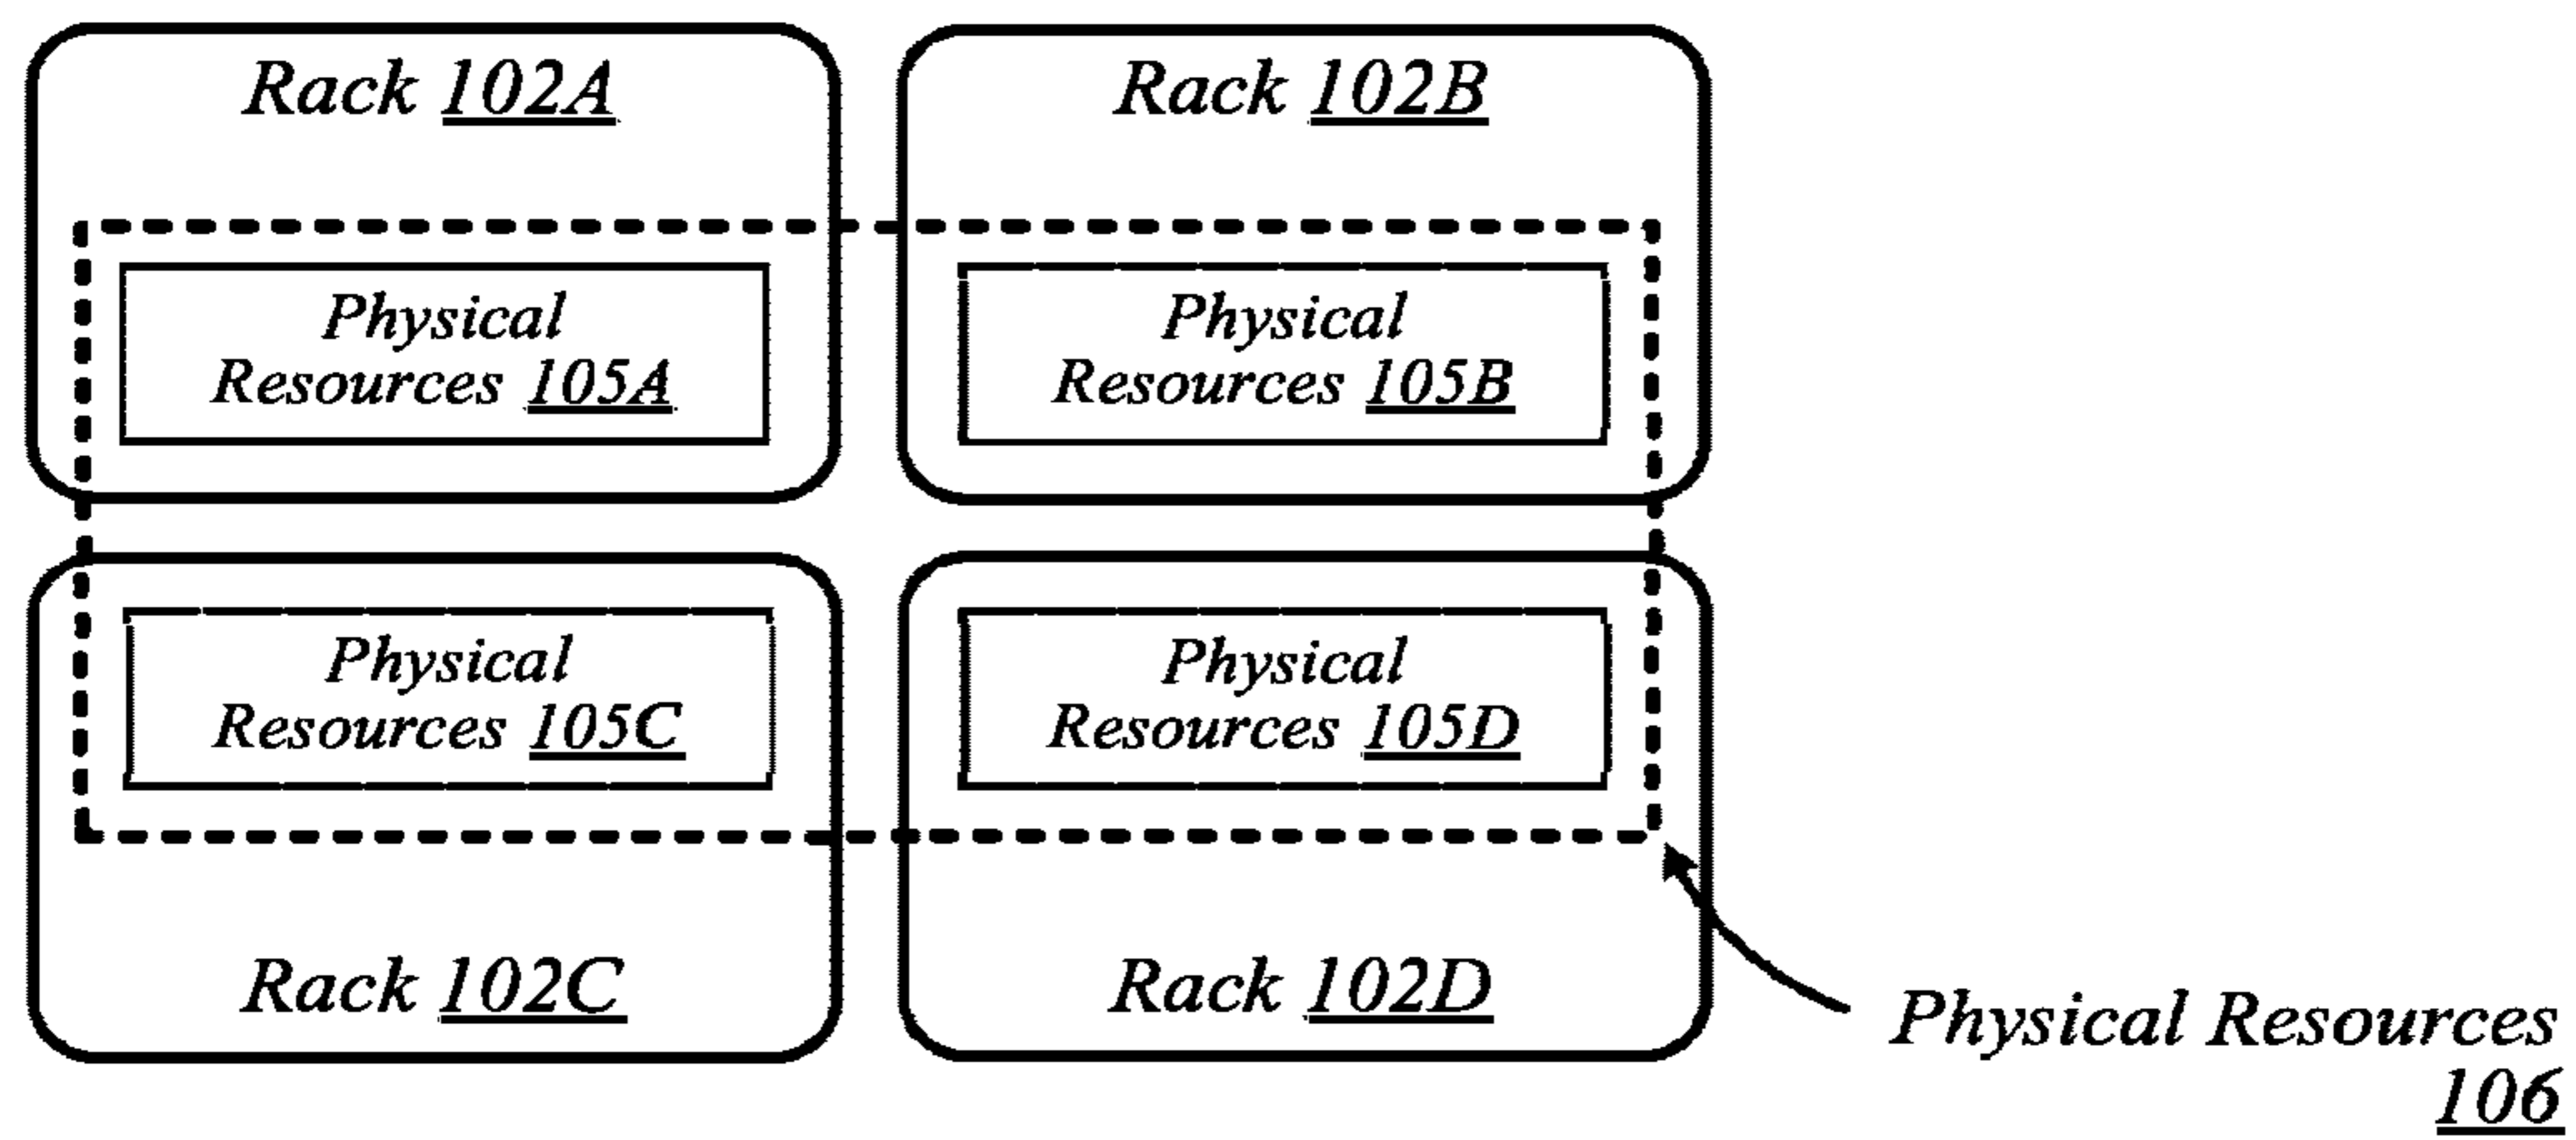 Rack 102A
Rack 102B
Physical
Resources 105A
Physical
Resources 105B
Physical
Resources 105C
Physical
Resources 105D
Rack 102C
Rack 102D
Physical Resources
106